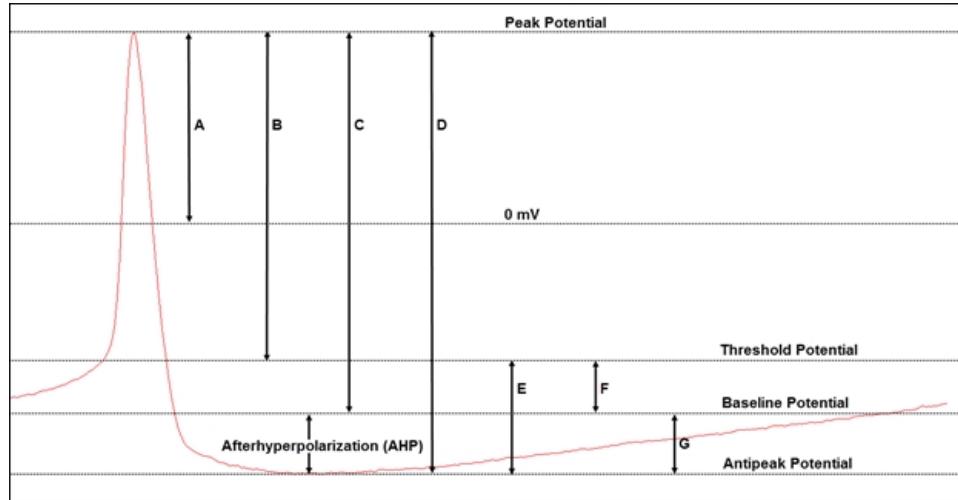 Peak Potential
A
B
C
D
0 mV
Threshold Potential
E
F
Baseline Potential
Afterhyperpolarization (AHP)
G
Antipeak Potential